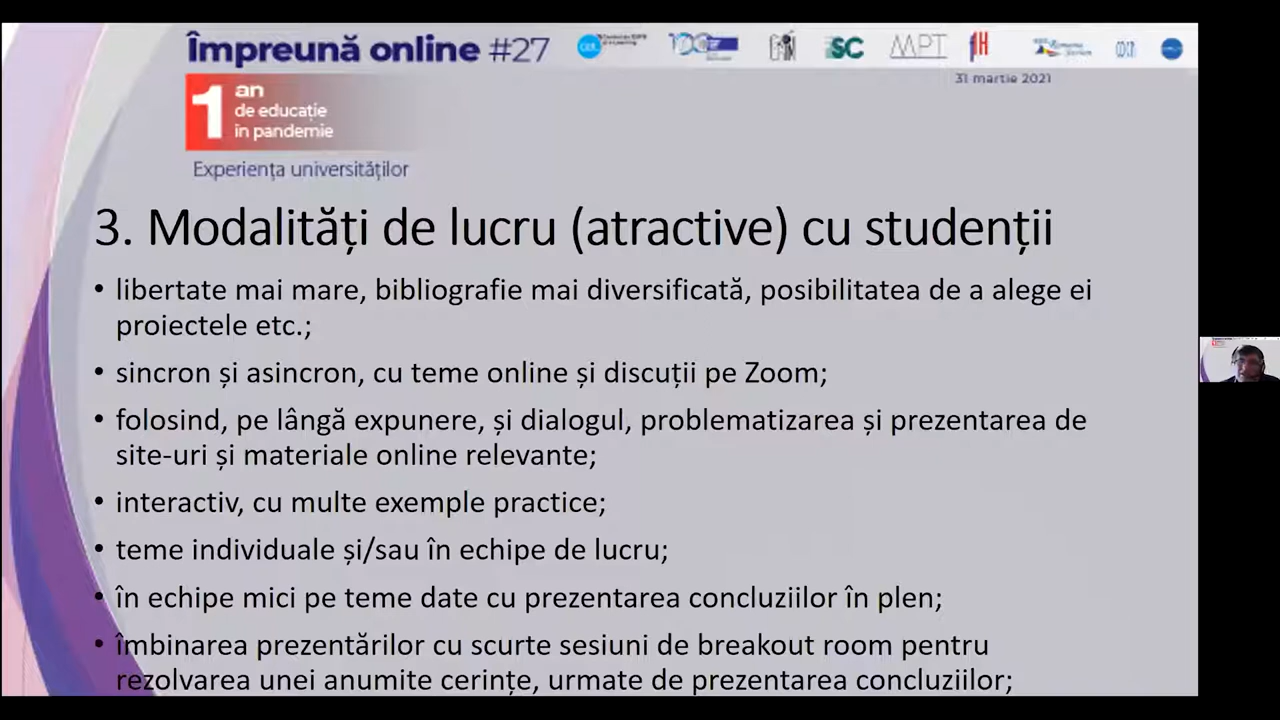 Împreună online #27
31 martie 2021
1 an
de educație
în pandemie
Experiența universităților
3. Modalități de lucru (atractive) cu studenții
• libertate mai mare, bibliografie mai diversificată, posibilitatea de a alege ei
proiectele etc.;
• sincron și asincron, cu teme online și discuții pe Zoom;
• folosind, pe lângă expunere, și dialogul, problematizarea și prezentarea de
site-uri și materiale online relevante;
• interactiv, cu multe exemple practice;
• teme individuale și/sau în echipe de lucru;
• în echipe mici pe teme date cu prezentarea concluziilor în plen;
• îmbinarea prezentărilor cu scurte sesiuni de breakout room pentru
rezolvarea unei anumite cerințe, urmate de prezentarea concluziilor;